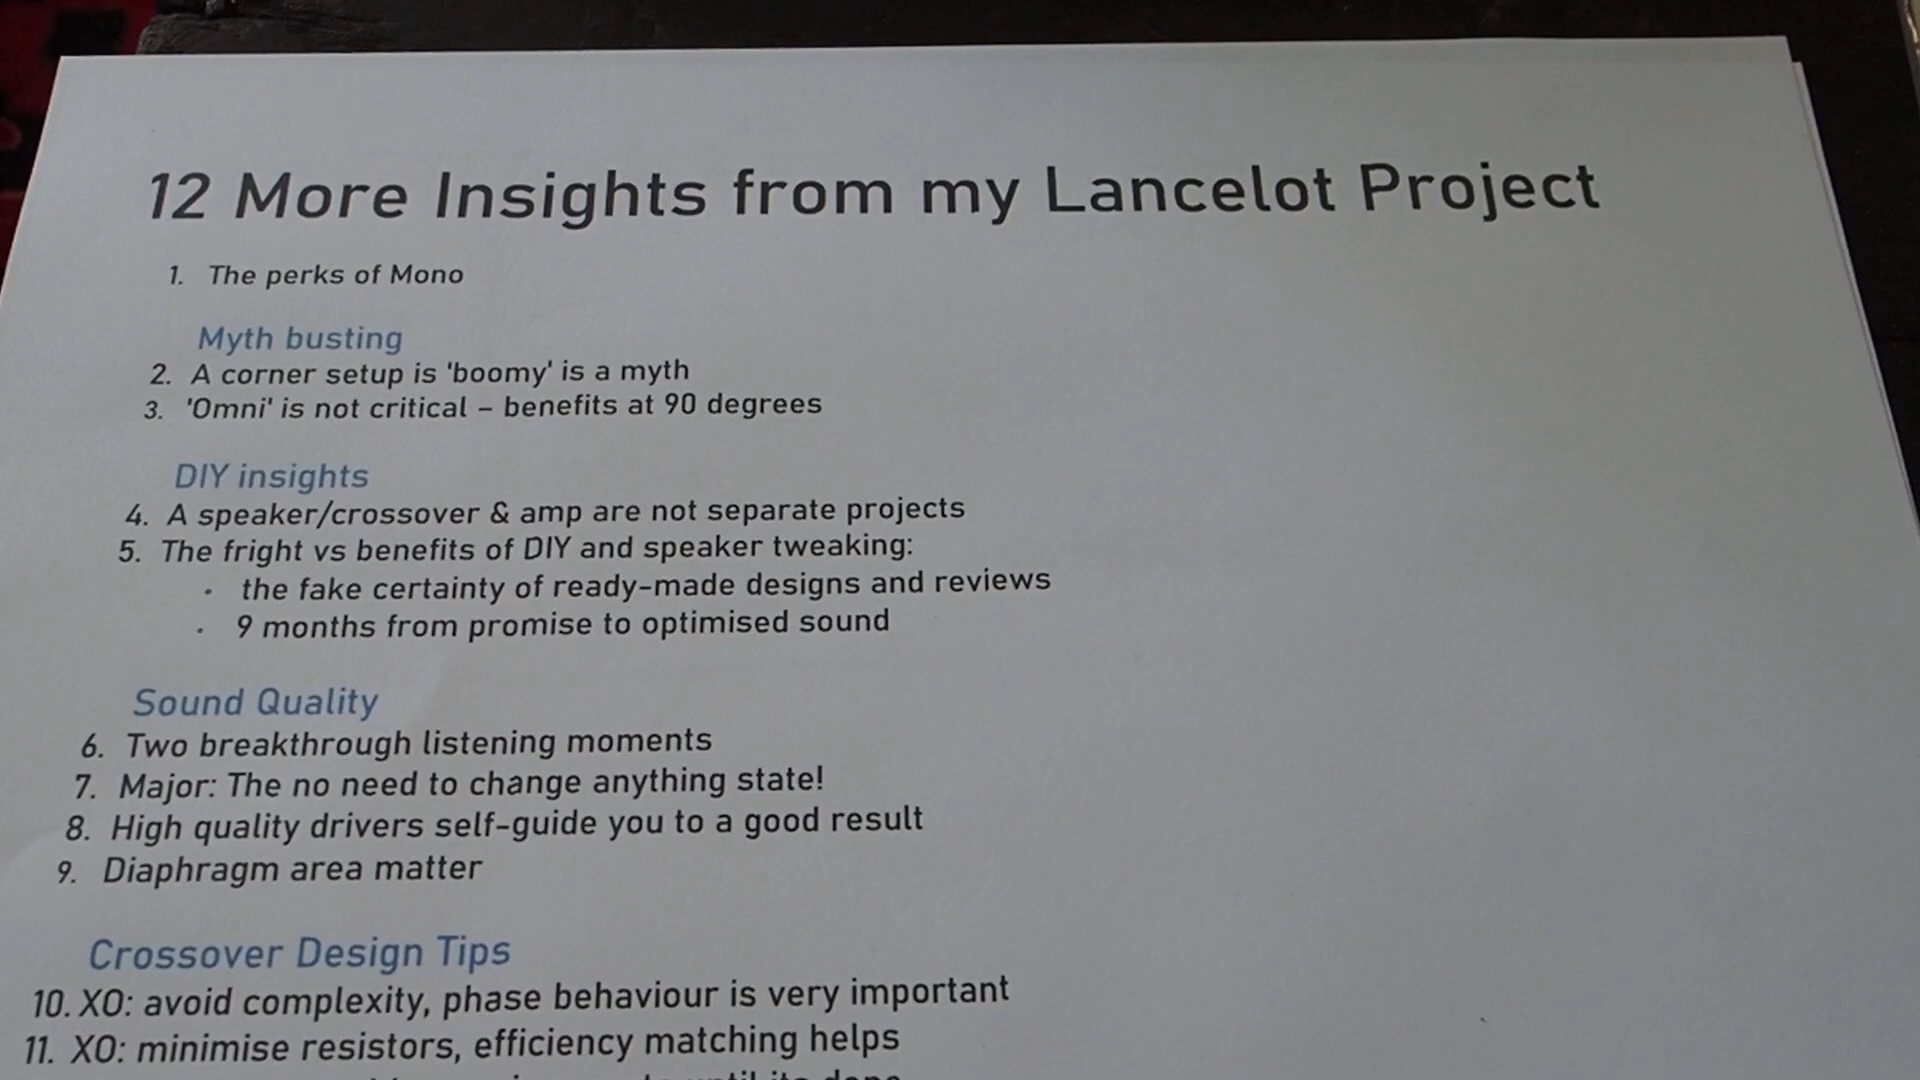 12 More Insights from my Lancelot Project
1. The perks of Mono
Myth busting
2. A corner setup is 'boomy' is a myth
3. 'Omni' is not critical – benefits at 90 degrees
DIY insights
4. A speaker/crossover & amp are not separate projects
5. The fright vs benefits of DIY and speaker tweaking:
• the fake certainty of ready-made designs and reviews
• 9 months from promise to optimised sound
Sound Quality
6. Two breakthrough listening moments
7. Major: The no need to change anything state!
8. High quality drivers self-guide you to a good result
9. Diaphragm area matter
Crossover Design Tips
10. XO: avoid complexity, phase behaviour is very important
11. XO: minimise resistors, efficiency matching helps
until its done